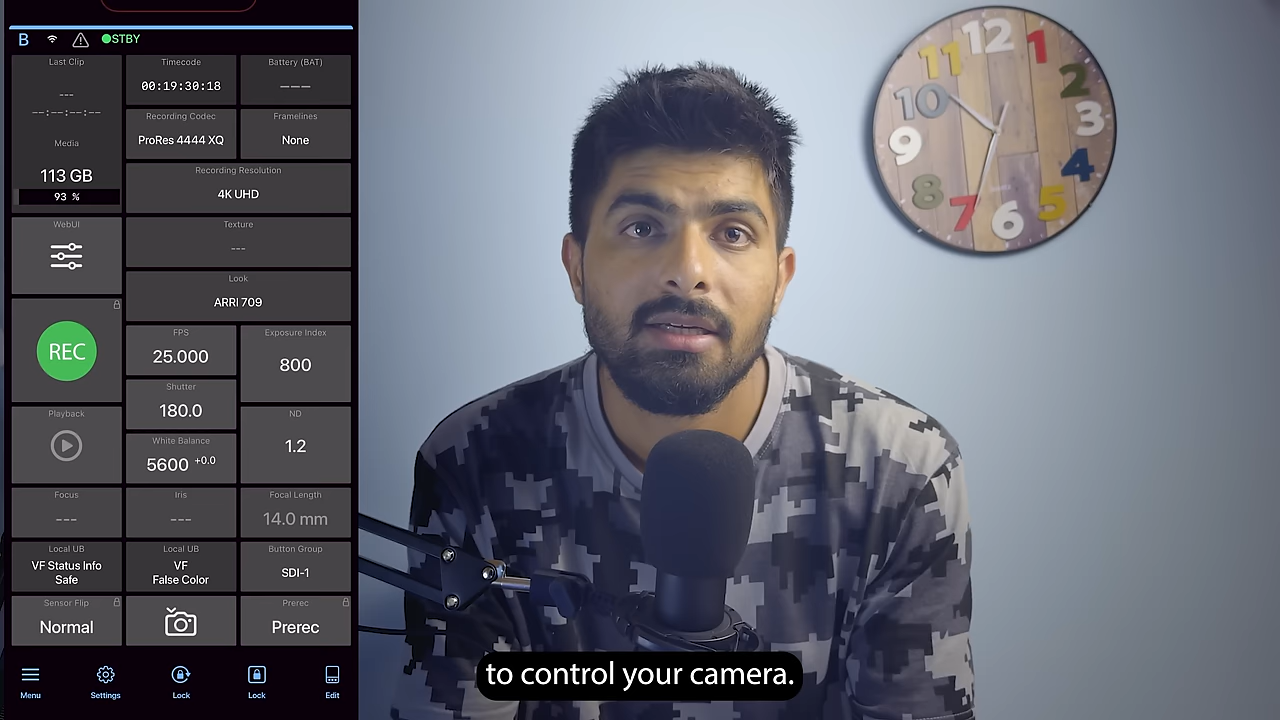 B STBY
Last Clip
---
--:--:--:--
Media
113 GB
93 %
Timecode
00:19:30:18
Battery (BAT)
---
Recording Codec
ProRes 4444 XQ
Framelines
None
Recording Resolution
4K UHD
WebUI
Texture
---
Look
ARRI 709
REC
FPS
25.000
Exposure Index
800
Shutter
180.0
Playback
White Balance
5600 +0.0
ND
1.2
Focus
---
Iris
---
Focal Length
14.0 mm
Local UB
VF Status Info
Safe
Local UB
VF
False Color
Button Group
SDI-1
Sensor Flip
Normal
Prerec
Prerec
Menu
Settings
Lock
Lock
Edit
12
1
2
3
4
5
6
7
8
9
10
11
to control your camera.